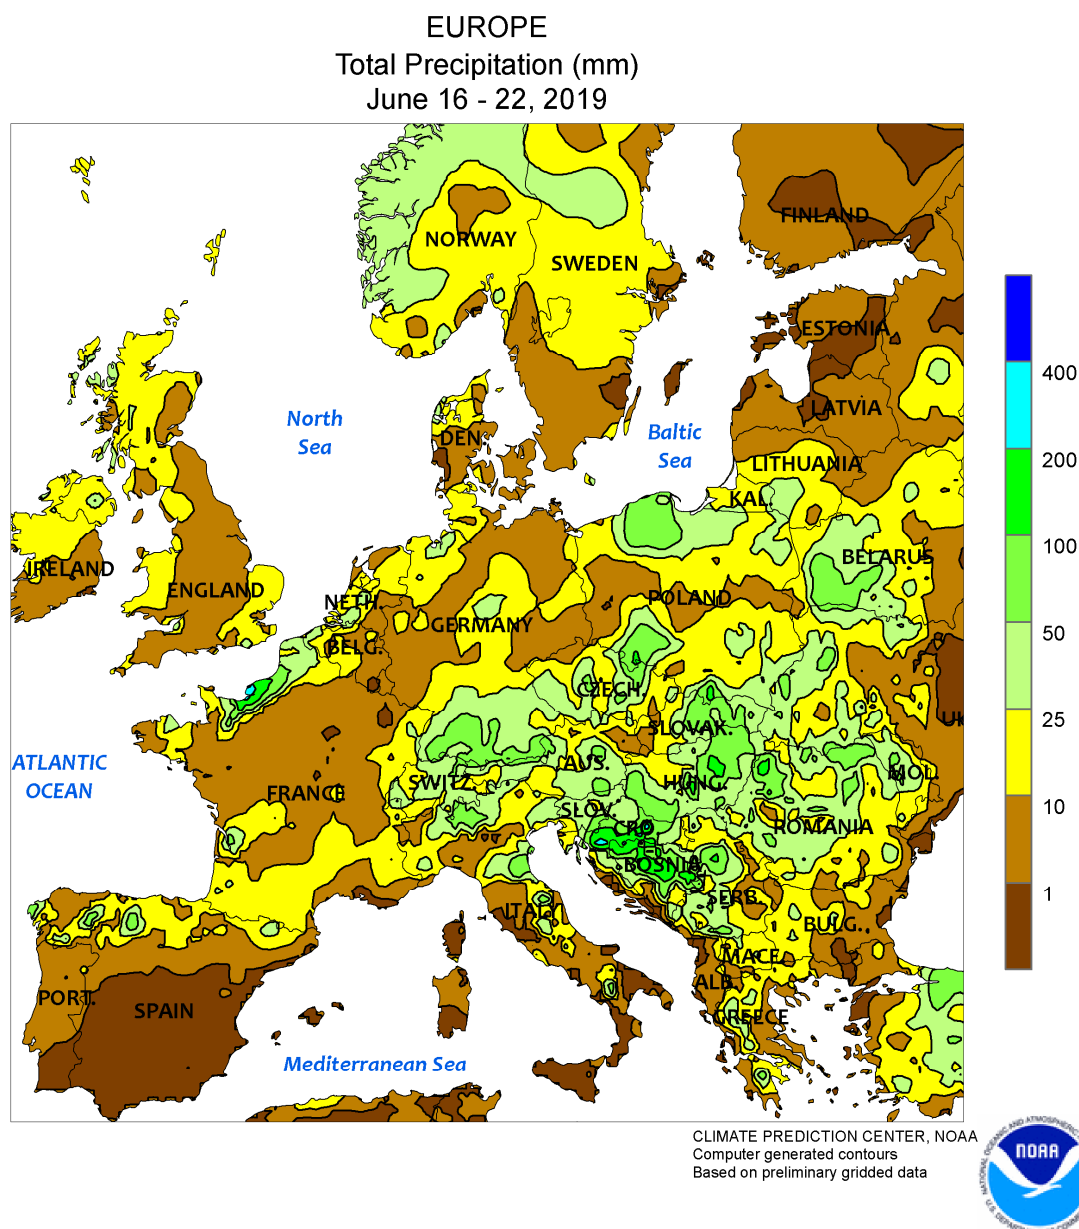 EUROPE
Total Precipitation (mm)
June 16 - 22, 2019
FINLAND
NORWAY
SWEDEN
ESTONIA
400
North
Sea
LATVIA
DEN.
Baltic
Sea
200
LITHUANIA
KAL.
100
BELARUS
IRELAND
ENGLAND
NETH.
POLAND
GERMANY
50
BELG.
CZECH.
25
UK
SLOVAK.
ATLANTIC
OCEAN
AUS.
MOL.
SWITZ.
HUNG.
FRANCE
10
SLOV.
CRO
ROMANIA
BOSNIA
1
SERB.
ITALY
BULG.
MACE.
ALB.
PORT.
SPAIN
GREECE
Mediterranean Sea
CLIMATE PREDICTION CENTER, NOAA
Computer generated contours
Based on preliminary gridded data
NOAA